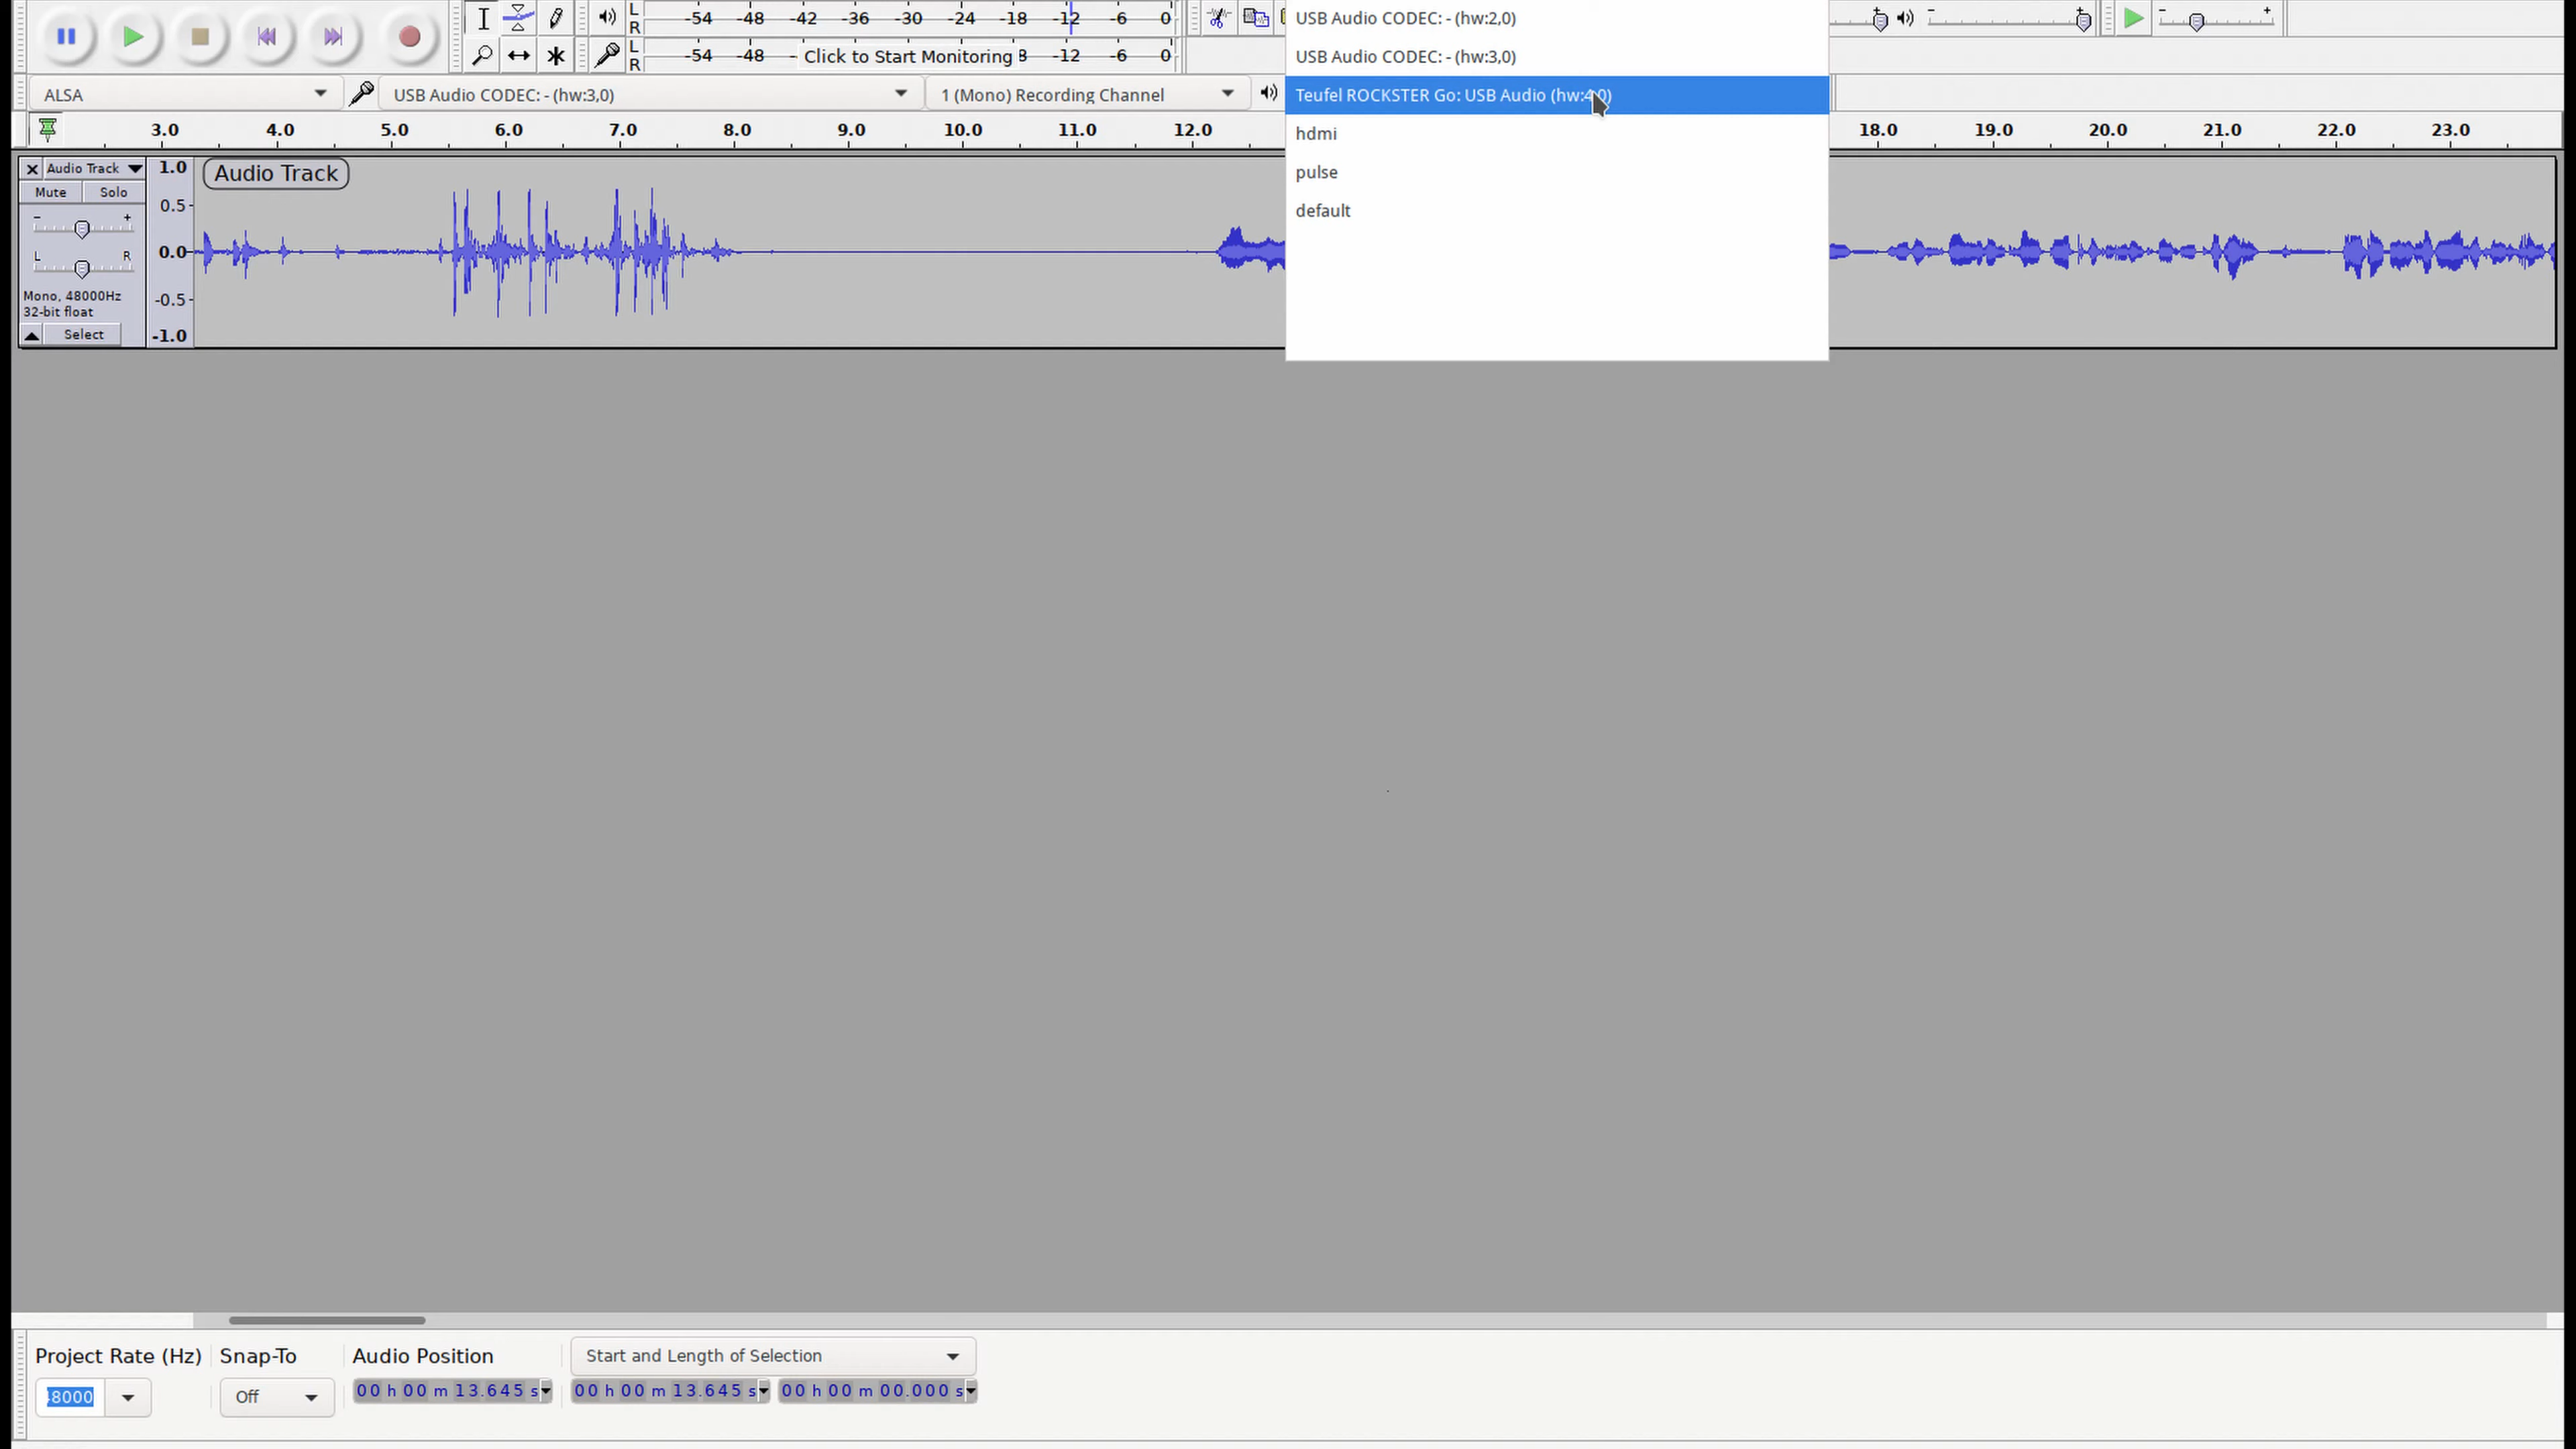 L -54 -48 -42 -36 -30 -24 -18 -12 -6 0
R
L -54 -48 - Click to Start Monitoring 8 -12 -6 0
R
USB Audio CODEC: - (hw:2,0)
USB Audio CODEC: - (hw:3,0)
ALSA USB Audio CODEC: - (hw:3,0) 1 (Mono) Recording Channel
Teufel ROCKSTER Go: USB Audio (hw:4,0)
hdmi
pulse
default
3.0 4.0 5.0 6.0 7.0 8.0 9.0 10.0 11.0 12.0 18.0 19.0 20.0 21.0 22.0 23.0
Audio Track
Mute Solo
- +
L R
Mono, 48000Hz
32-bit float
Select
1.0
0.5
0.0
-0.5
-1.0
Audio Track
Project Rate (Hz) Snap-To Audio Position Start and Length of Selection
8000 Off 00 h 00 m 13.645 s 00 h 00 m 13.645 s 00 h 00 m 00.000 s